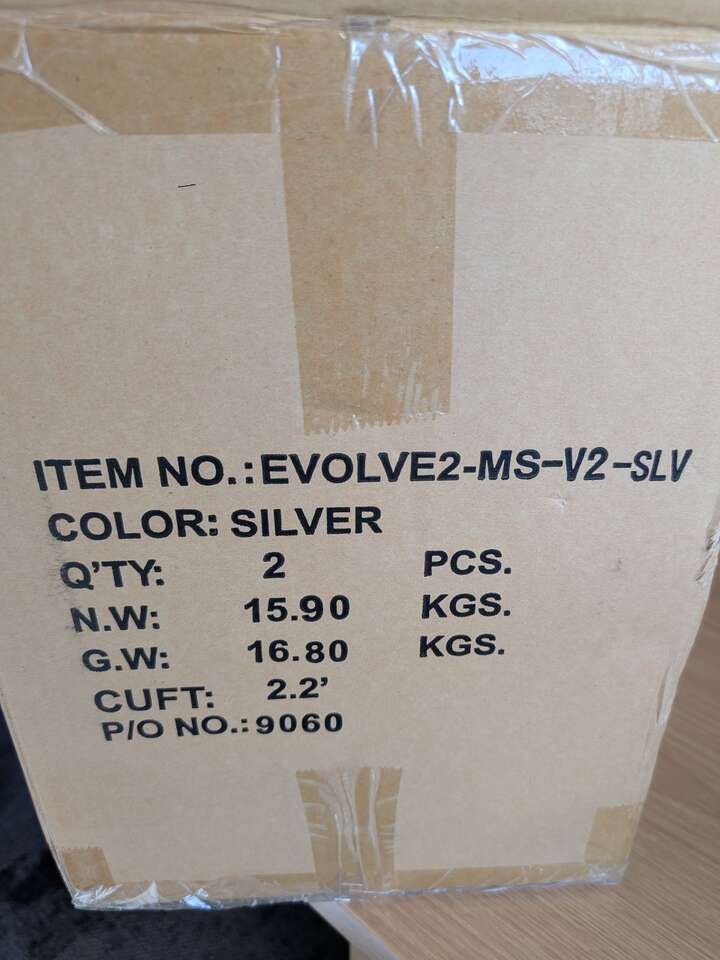 ITEM NO.:EVOLVE2-MS-V2-SLV
COLOR: SILVER
Q'TY: 2 PCS.
N.W: 15.90 KGS.
G.W: 16.80 KGS.
CUFT: 2.2'
P/O NO.:9060